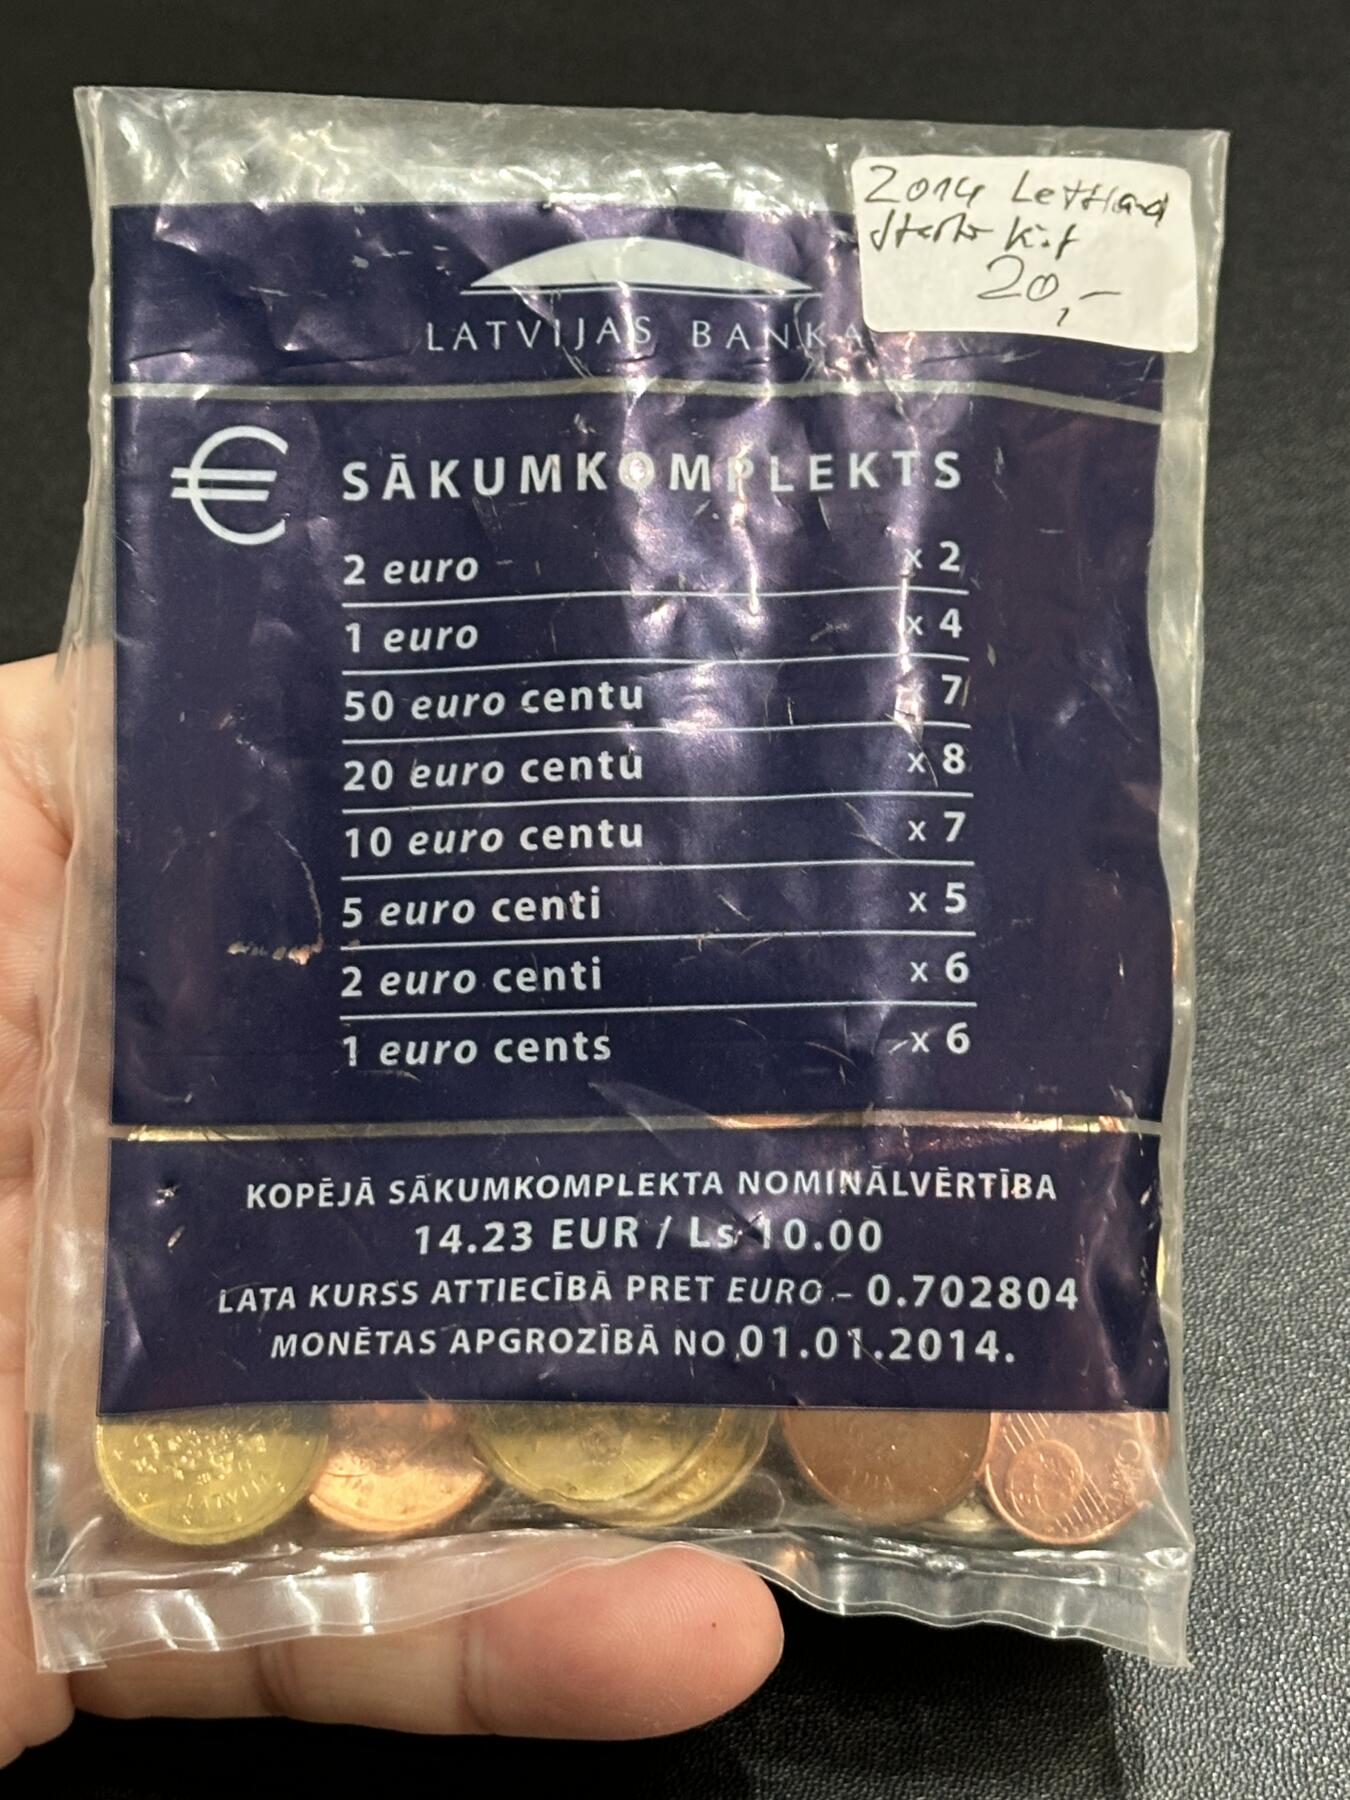 2014 Lettland
Starter Kit
20,-
LATVIJAS BANKA
€ SĀKUMKOMPLEKTS
2 euro x 2
1 euro x 4
50 euro centu x 7
20 euro centu x 8
10 euro centu x 7
5 euro centi x 5
2 euro centi x 6
1 euro cents x 6
KOPĒJĀ SĀKUMKOMPLEKTA NOMINĀLVĒRTĪBA
14.23 EUR / Ls 10.00
LATA KURSS ATTIECĪBĀ PRET EURO – 0.702804
MONĒTAS APGROZĪBĀ NO 01.01.2014.